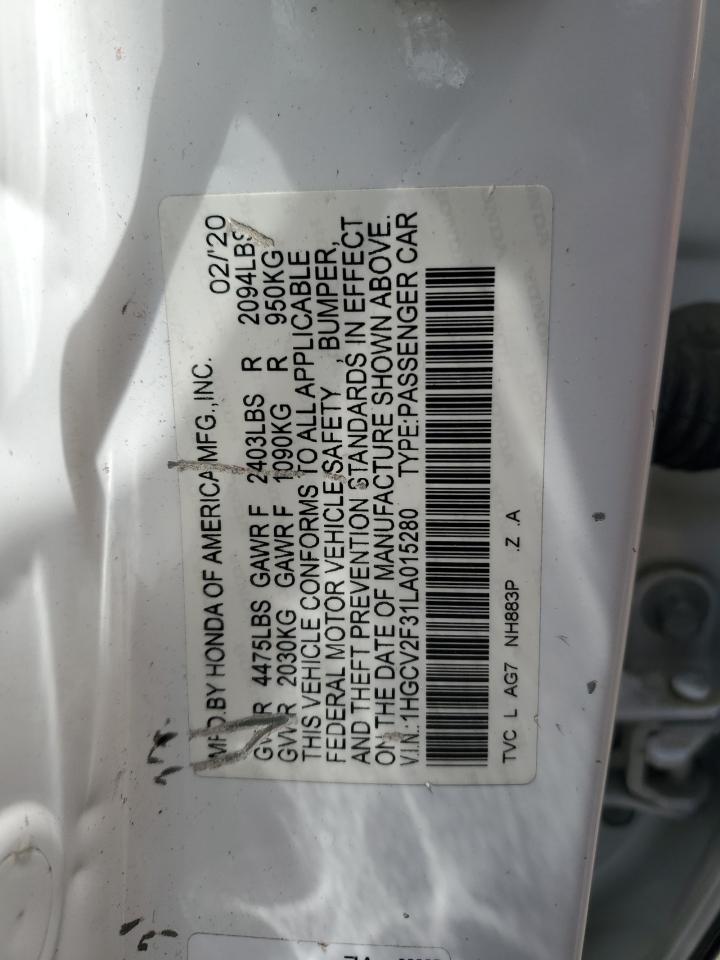 MFD.BY HONDA OF AMERICA MFG.,INC. 02/'20
GVWR 4475LBS GAWR F 2403LBS R 2094LBS
GVWR 2030KG GAWR F 1090KG R 950KG
THIS VEHICLE CONFORMS TO ALL APPLICABLE
FEDERAL MOTOR VEHICLE SAFETY , BUMPER,
AND THEFT PREVENTION STANDARDS IN EFFECT
ON THE DATE OF MANUFACTURE SHOWN ABOVE.
V.I.N.:1HGCV2F31LA015280 TYPE:PASSENGER CAR
TVC L AG7 NH883P .Z .A